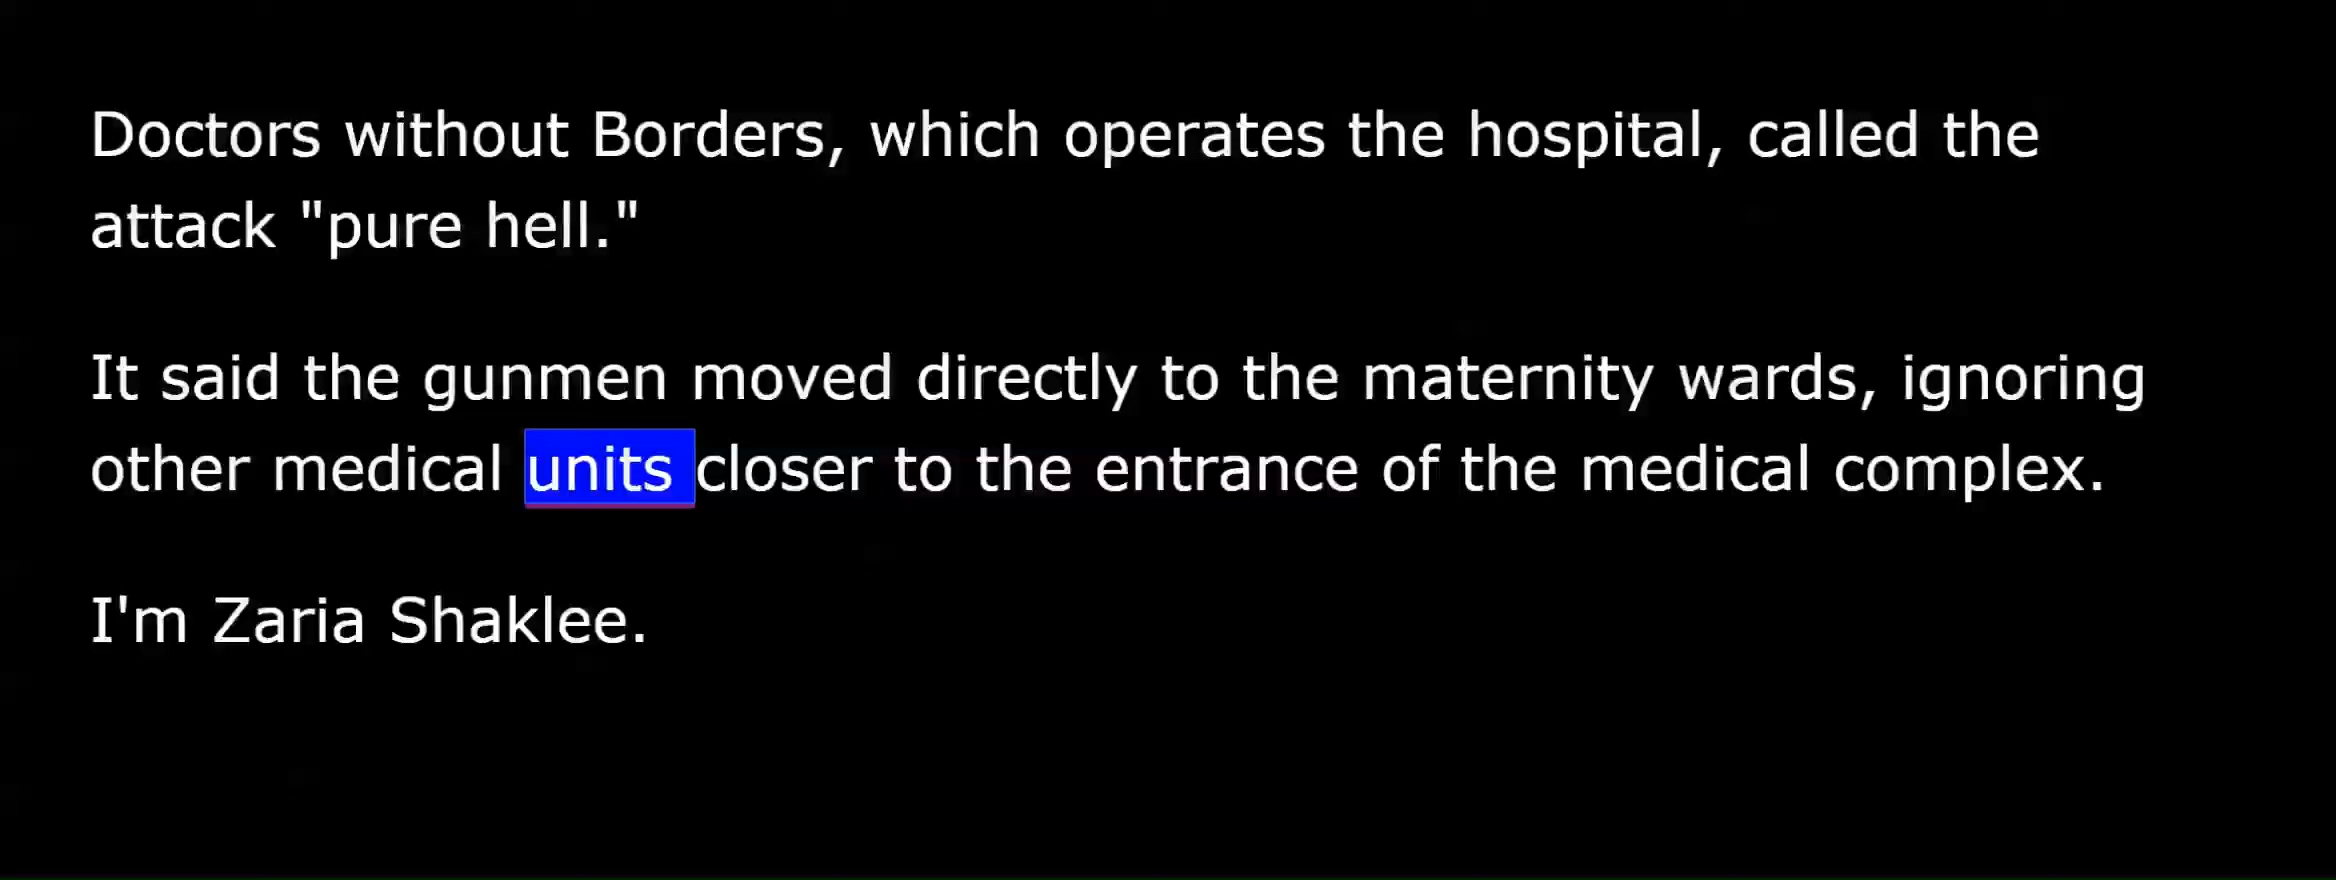 Doctors without Borders, which operates the hospital, called the
attack "pure hell."
It said the gunmen moved directly to the maternity wards, ignoring
other medical units closer to the entrance of the medical complex.
I'm Zaria Shaklee.